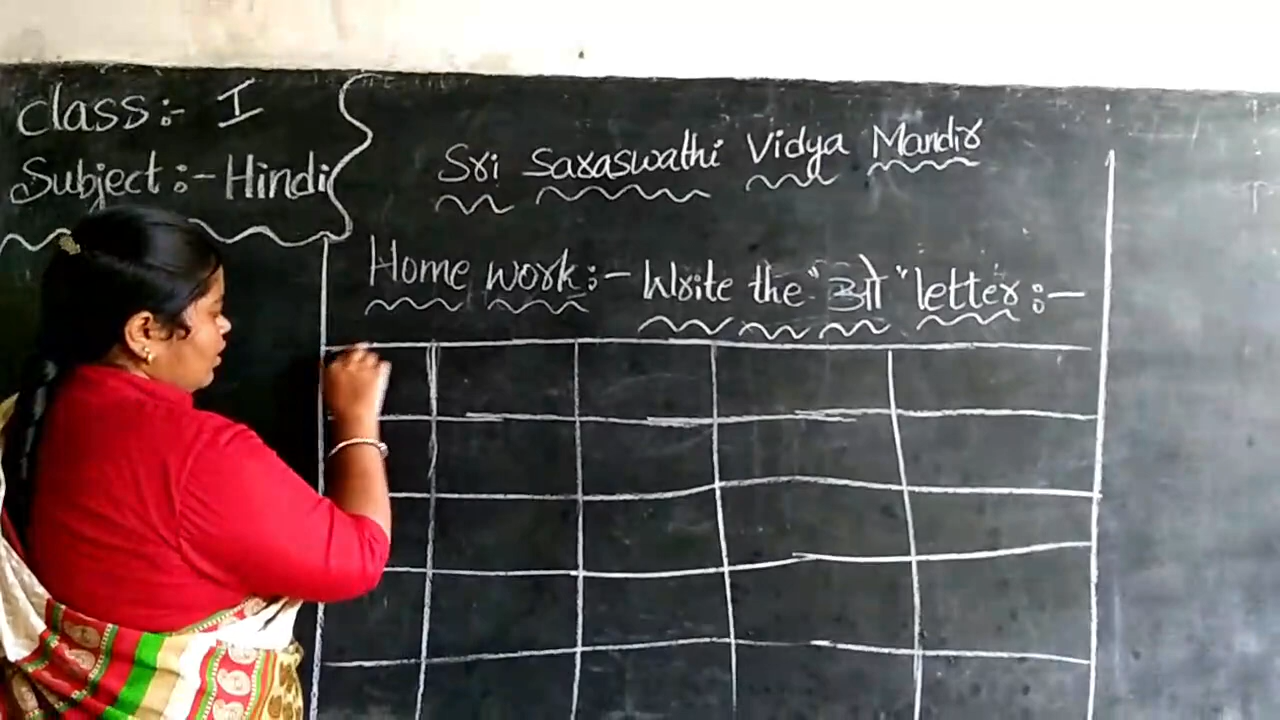 Class:- I
Subject:- Hindi
Sri Saraswathi Vidya Mandir
Home work:- Write the "ओ" letter:-